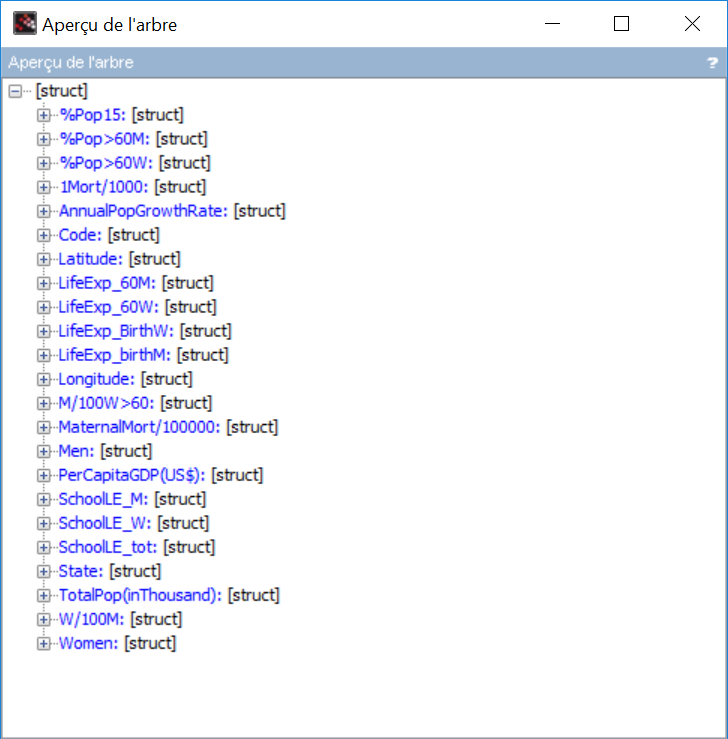 Aperçu de l'arbre
Aperçu de l'arbre ?
[struct]
%Pop15: [struct]
%Pop>60M: [struct]
%Pop>60W: [struct]
1Mort/1000: [struct]
AnnualPopGrowthRate: [struct]
Code: [struct]
Latitude: [struct]
LifeExp_60M: [struct]
LifeExp_60W: [struct]
LifeExp_BirthW: [struct]
LifeExp_birthM: [struct]
Longitude: [struct]
M/100W>60: [struct]
MaternalMort/100000: [struct]
Men: [struct]
PerCapitaGDP(US$): [struct]
SchoolLE_M: [struct]
SchoolLE_W: [struct]
SchoolLE_tot: [struct]
State: [struct]
TotalPop(inThousand): [struct]
W/100M: [struct]
Women: [struct]